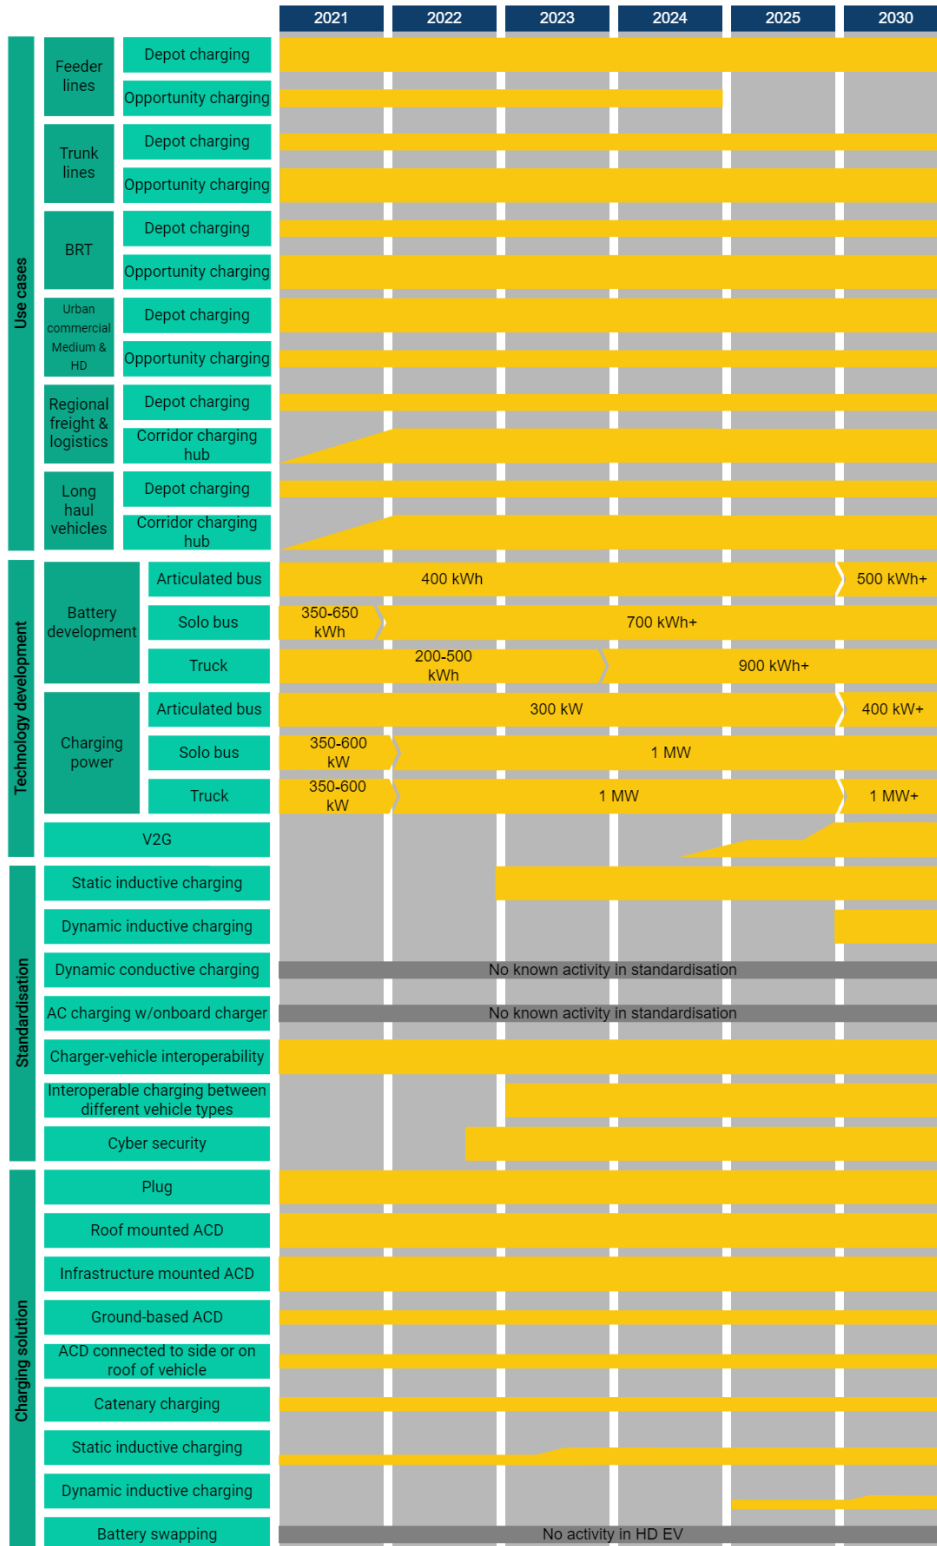 2021 2022 2023 2024 2025 2030
Use cases
Feeder
lines
Depot charging
Opportunity charging
Trunk
lines
Depot charging
Opportunity charging
BRT
Depot charging
Opportunity charging
Urban
commercial
Medium &
HD
Depot charging
Opportunity charging
Regional
freight &
logistics
Depot charging
Corridor charging
hub
Long
haul
vehicles
Depot charging
Corridor charging
hub
Technology development
Battery
development
Articulated bus
400 kWh
500 kWh+
Solo bus
350-650
kWh
700 kWh+
Truck
200-500
kWh
900 kWh+
Charging
power
Articulated bus
300 kW
400 kW+
Solo bus
350-600
kW
1 MW
Truck
350-600
kW
1 MW
1 MW+
V2G
Standardisation
Static inductive charging
Dynamic inductive charging
Dynamic conductive charging
No known activity in standardisation
AC charging w/onboard charger
No known activity in standardisation
Charger-vehicle interoperability
Interoperable charging between
different vehicle types
Cyber security
Charging solution
Plug
Roof mounted ACD
Infrastructure mounted ACD
Ground-based ACD
ACD connected to side or on
roof of vehicle
Catenary charging
Static inductive charging
Dynamic inductive charging
Battery swapping
No activity in HD EV